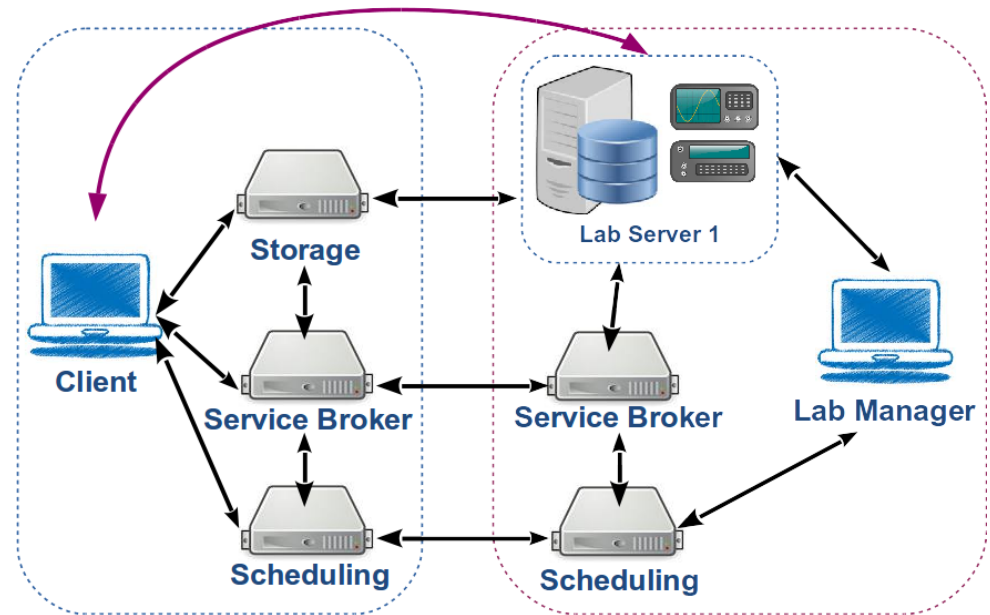 Lab Server 1
Storage
Client
Service Broker
Service Broker
Lab Manager
Scheduling
Scheduling